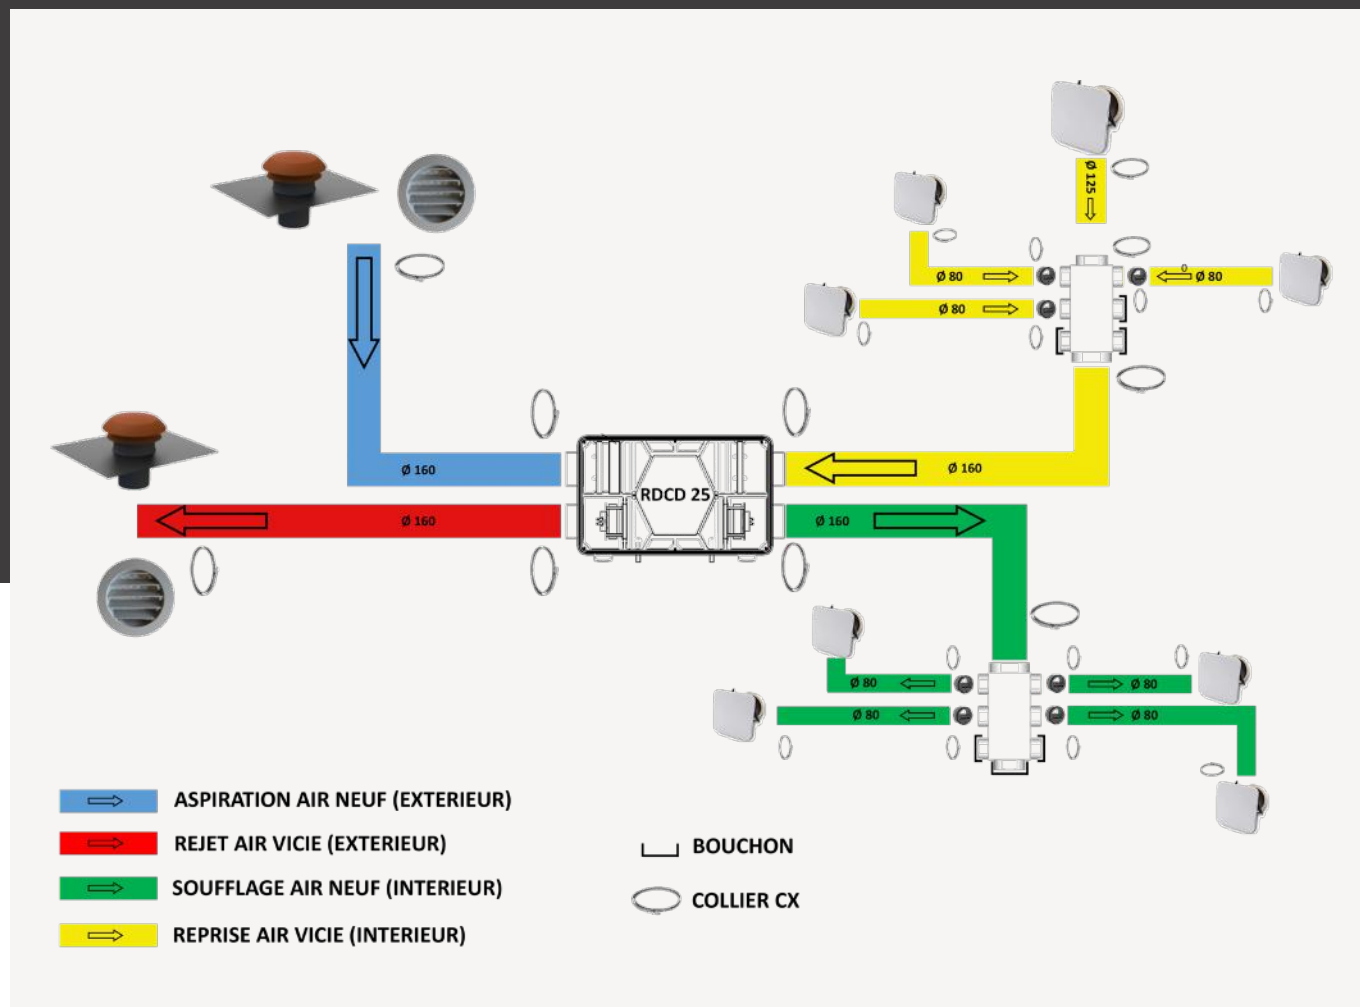 Ø 125
Ø 80
Ø 80
Ø 80
Ø 160
Ø 160
RDCD 25
Ø 160
Ø 160
Ø 80
Ø 80
Ø 80
Ø 80
ASPIRATION AIR NEUF (EXTERIEUR)
REJET AIR VICIE (EXTERIEUR)
BOUCHON
SOUFFLAGE AIR NEUF (INTERIEUR)
COLLIER CX
REPRISE AIR VICIE (INTERIEUR)